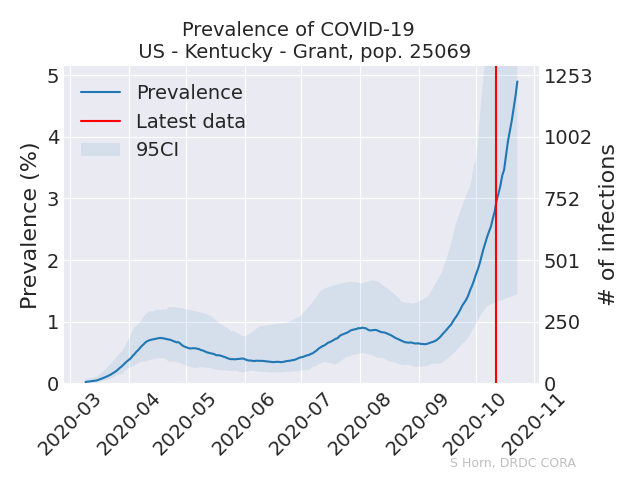 Prevalence of COVID-19
US - Kentucky - Grant, pop. 25069
Prevalence
Latest data
95CI
Prevalence (%)
5
4
3
2
1
0
1253
1002
752
501
250
0
# of infections
2020-03
2020-04
2020-05
2020-06
2020-07
2020-08
2020-09
2020-10
2020-11
S Horn, DRDC CORA